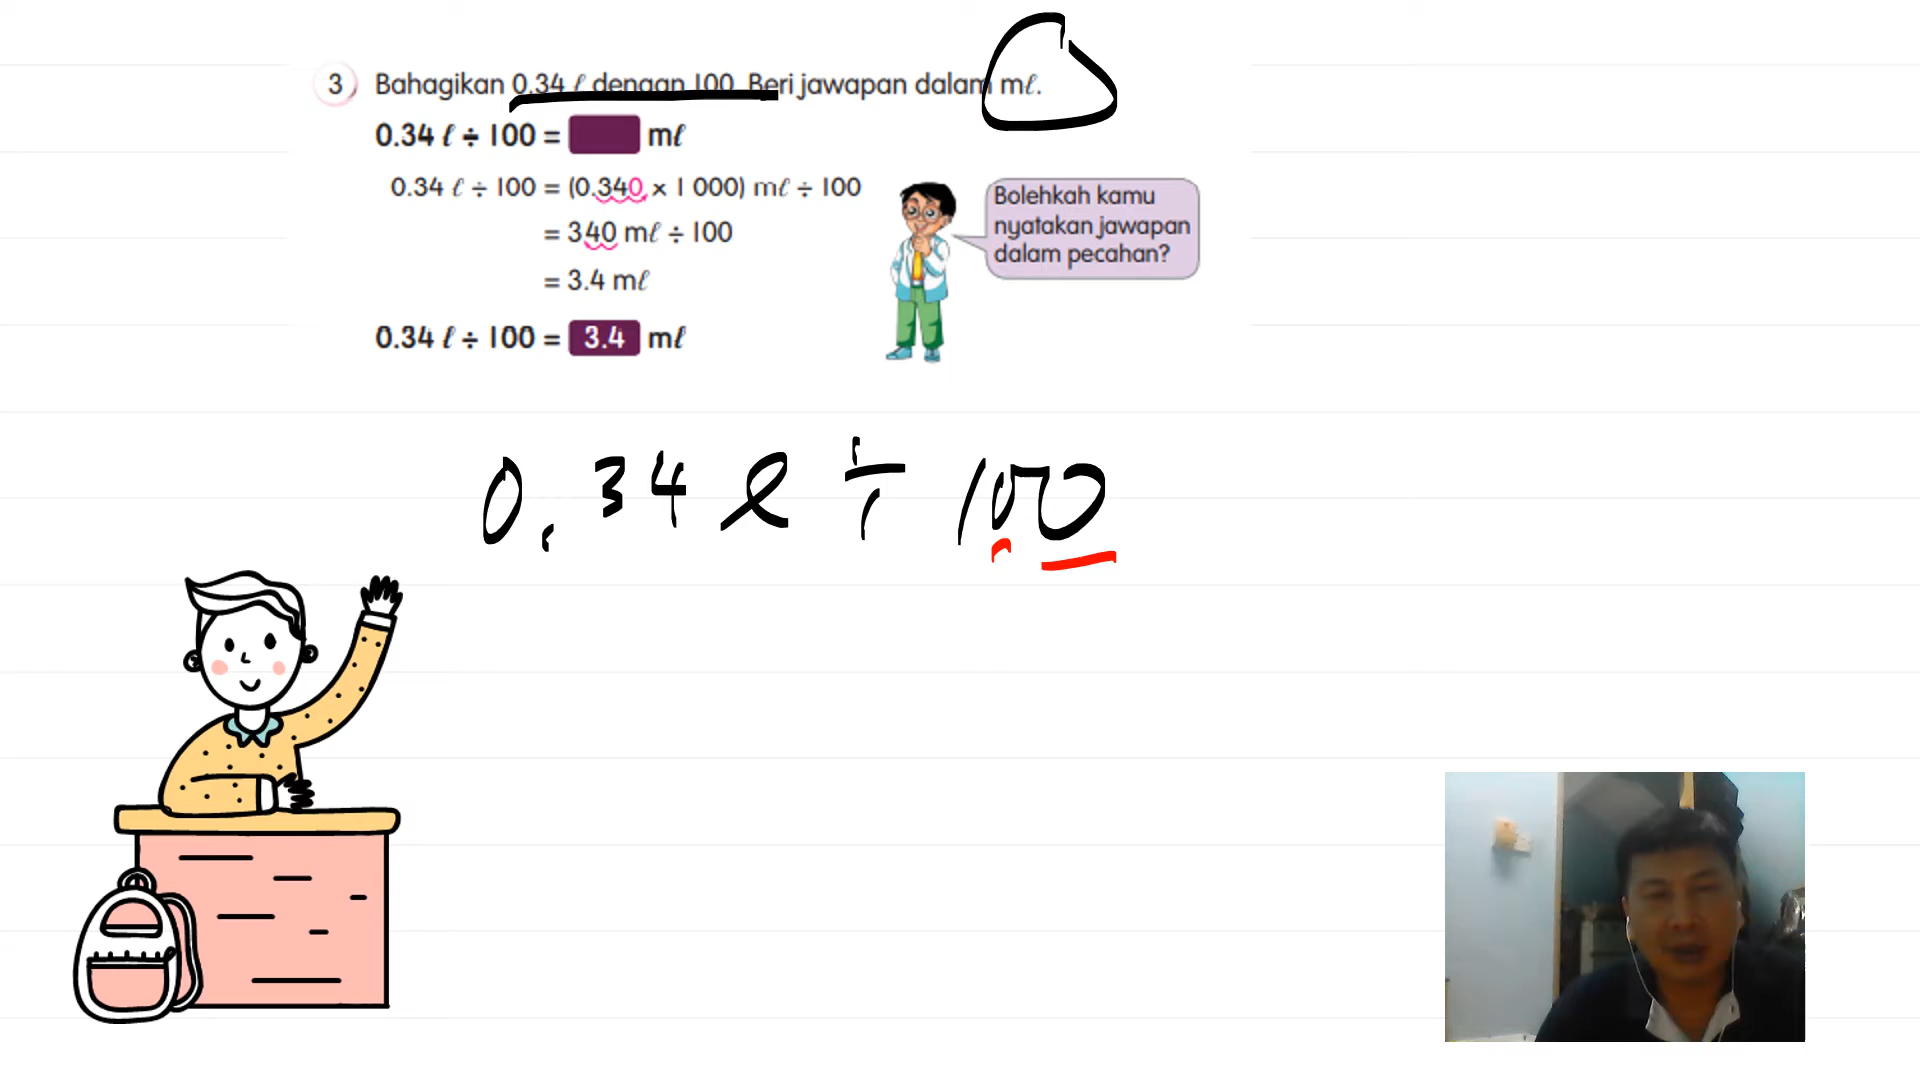 3 Bahagikan 0.34 ℓ dengan 100. Beri jawapan dalam mℓ.
0.34 ℓ ÷ 100 = mℓ
0.34 ℓ ÷ 100 = (0.340 × 1 000) mℓ ÷ 100
= 340 mℓ ÷ 100
= 3.4 mℓ
0.34 ℓ ÷ 100 = 3.4 mℓ
Bolehkah kamu
nyatakan jawapan
dalam pecahan?
0.34 ℓ ÷ 100